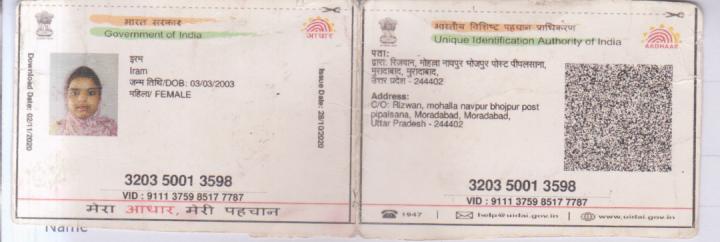 भारत सरकार
Government of India
आधार
Download Date: 02/11/2020
इरम
Iram
जन्म तिथि/DOB: 03/03/2003
महिला/ FEMALE
Issue Date: 28/10/2020
3203 5001 3598
VID : 9111 3759 8517 7787
मेरा आधार, मेरी पहचान
Name
भारतीय विशिष्ट पहचान प्राधिकरण
Unique Identification Authority of India
AADHAAR
पता:
द्वारा: रिजवान, मोहल्ला नावपुर भोजपुर पोस्ट पीपलसाना,
मुरादाबाद, मुरादाबाद,
उत्तर प्रदेश - 244402
Address:
C/O: Rizwan, mohalla navpur bhojpur post
pipalsana, Moradabad, Moradabad,
Uttar Pradesh - 244402
3203 5001 3598
VID : 9111 3759 8517 7787
1947 | help@uidai.gov.in | www.uidai.gov.in